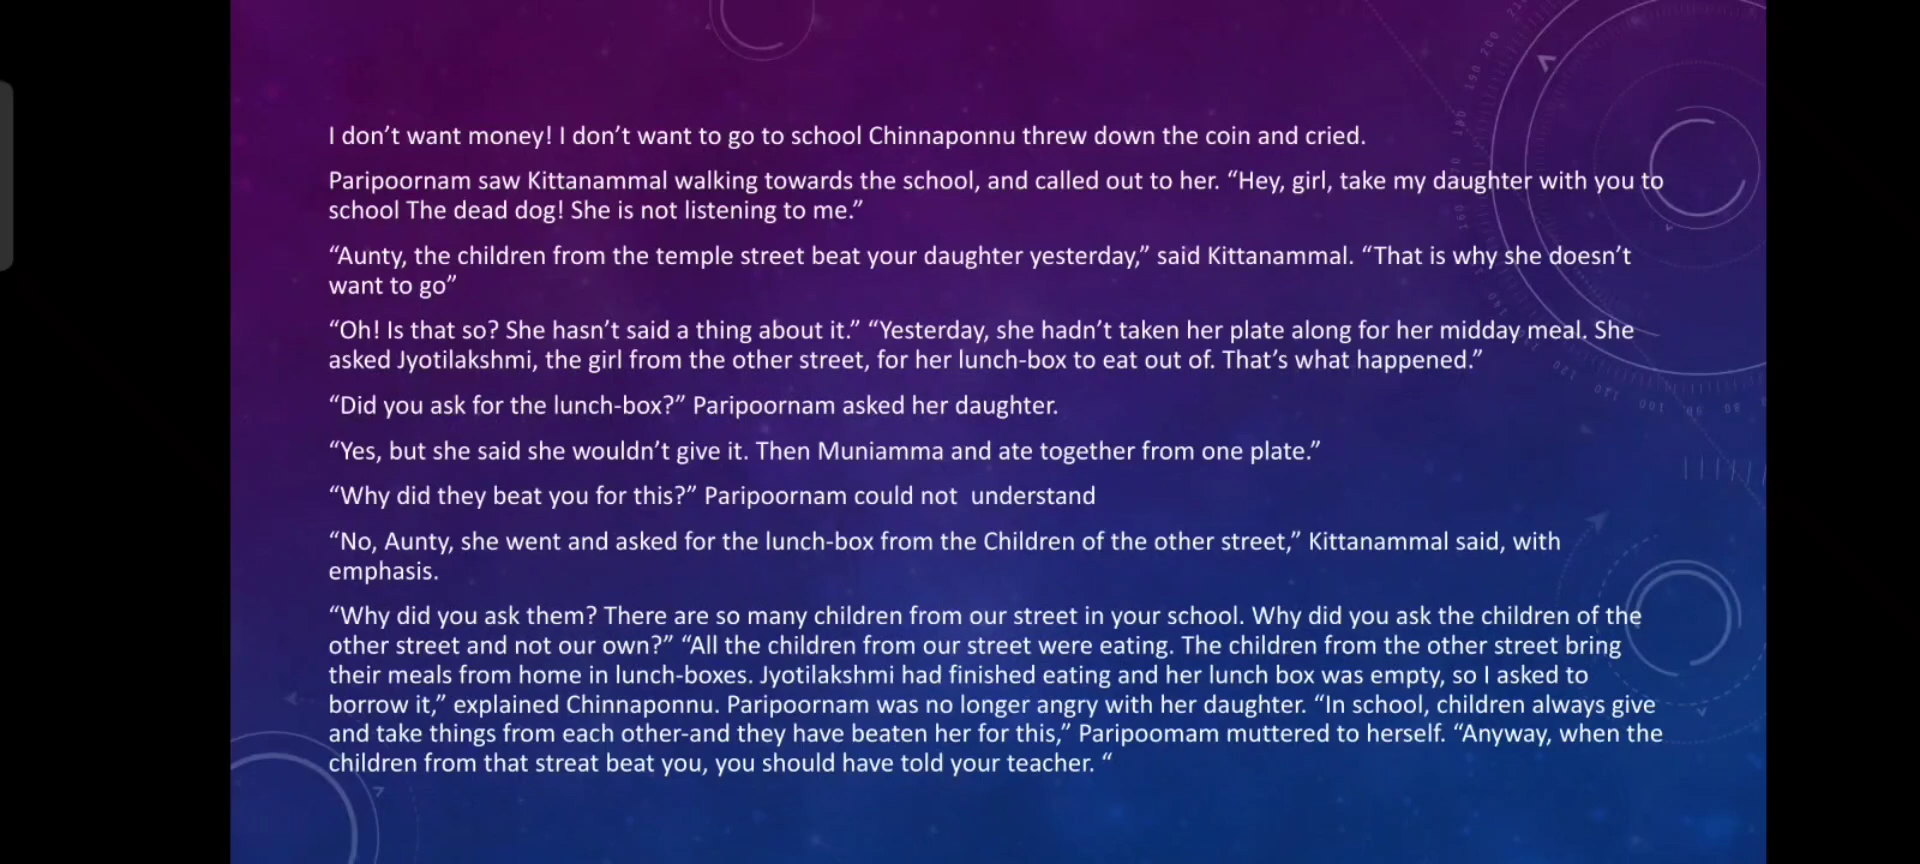 I don’t want money! I don’t want to go to school Chinnaponnu threw down the coin and cried.
Paripoornam saw Kittanammal walking towards the school, and called out to her. “Hey, girl, take my daughter with you to
school The dead dog! She is not listening to me.”
“Aunty, the children from the temple street beat your daughter yesterday,” said Kittanammal. “That is why she doesn’t
want to go”
“Oh! Is that so? She hasn’t said a thing about it.” “Yesterday, she hadn’t taken her plate along for her midday meal. She
asked Jyotilakshmi, the girl from the other street, for her lunch-box to eat out of. That’s what happened.”
“Did you ask for the lunch-box?” Paripoornam asked her daughter.
“Yes, but she said she wouldn’t give it. Then Muniamma and ate together from one plate.”
“Why did they beat you for this?” Paripoornam could not  understand
“No, Aunty, she went and asked for the lunch-box from the Children of the other street,” Kittanammal said, with
emphasis.
“Why did you ask them? There are so many children from our street in your school. Why did you ask the children of the
other street and not our own?” “All the children from our street were eating. The children from the other street bring
their meals from home in lunch-boxes. Jyotilakshmi had finished eating and her lunch box was empty, so I asked to
borrow it,” explained Chinnaponnu. Paripoornam was no longer angry with her daughter. “In school, children always give
and take things from each other-and they have beaten her for this,” Paripoomam muttered to herself. “Anyway, when the
children from that streat beat you, you should have told your teacher. “